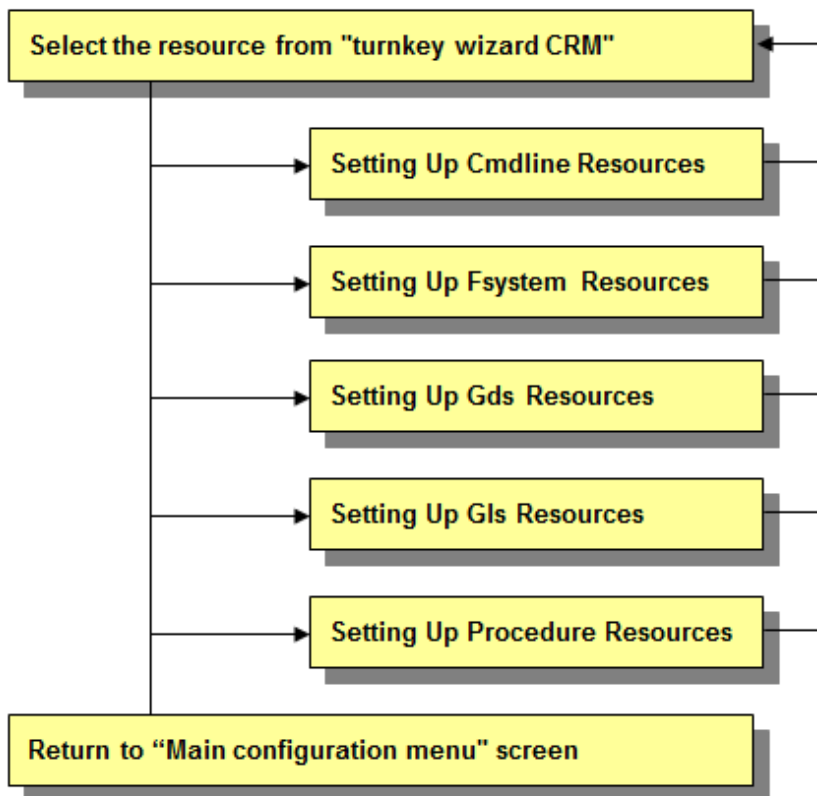 Select the resource from "turnkey wizard CRM"
Setting Up Cmdline Resources
Setting Up Fsystem Resources
Setting Up Gds Resources
Setting Up Gls Resources
Setting Up Procedure Resources
Return to “Main configuration menu" screen